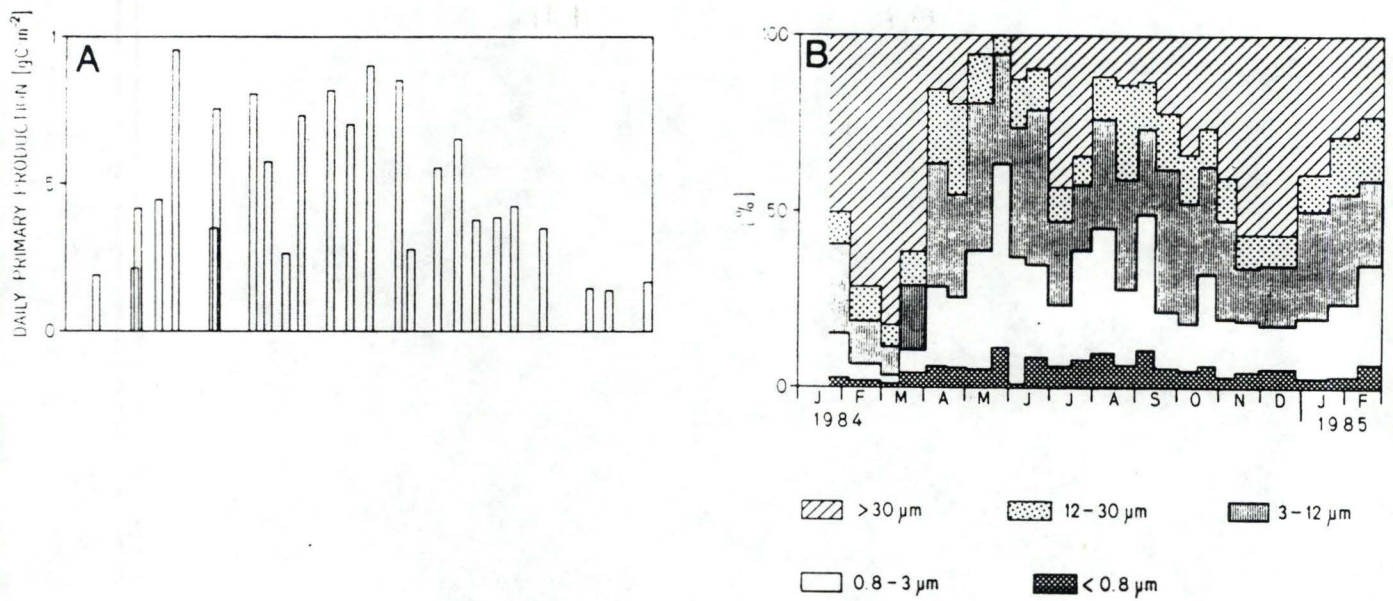 DAILY PRIMARY PRODUCTION [gC m⁻²]
1
5
0
A
B
[%]
100
50
0
J F M A M J J A S O N D J F
1984 1985
>30 µm 12–30 µm 3–12 µm
0.8–3 µm <0.8 µm